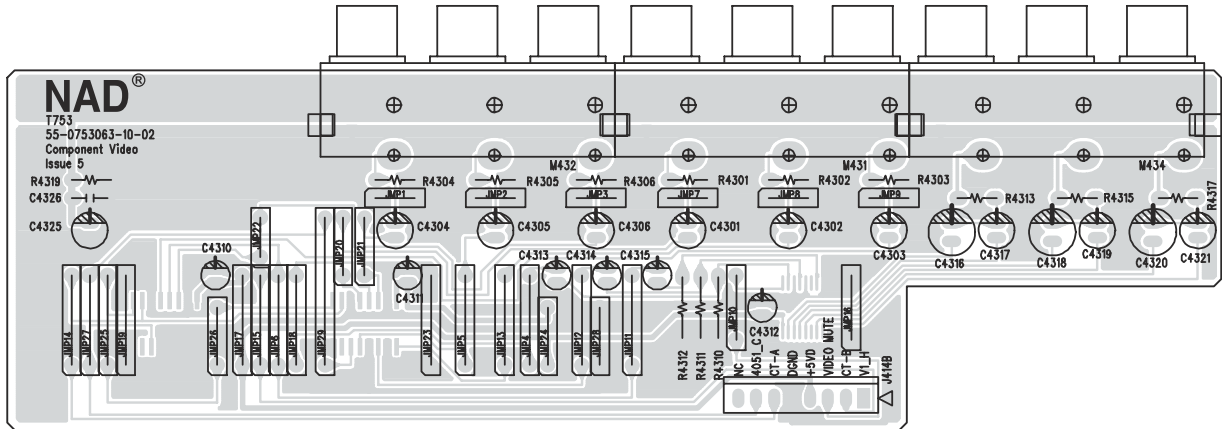 NAD®
T753
55-0753063-10-02
Component Video
Issue 5
M432
M431
M434
R4319
R4304
R4305
R4306
R4301
R4302
R4303
R4313
R4315
R4317
C4326
JMP1
JMP2
JMP3
JMP7
JMP8
JMP9
C4325
C4304
C4305
C4306
C4301
C4302
C4303
C4316
C4317
C4318
C4319
C4320
C4321
JMP22
JMP20
JMP21
C4310
C4311
C4313
C4314
C4315
C4312
JMP14
JMP27
JMP25
JMP19
JMP26
JMP17
JMP15
JMP6
JMP18
JMP29
JMP23
JMP5
JMP13
JMP4
JMP24
JMP12
JMP28
JMP11
JMP10
JMP16
R4312
R4311
R4310
NC
4051_C
CT-A
DGND
+5VD
VIDEO MUTE
CT-B
V1_H
J414B